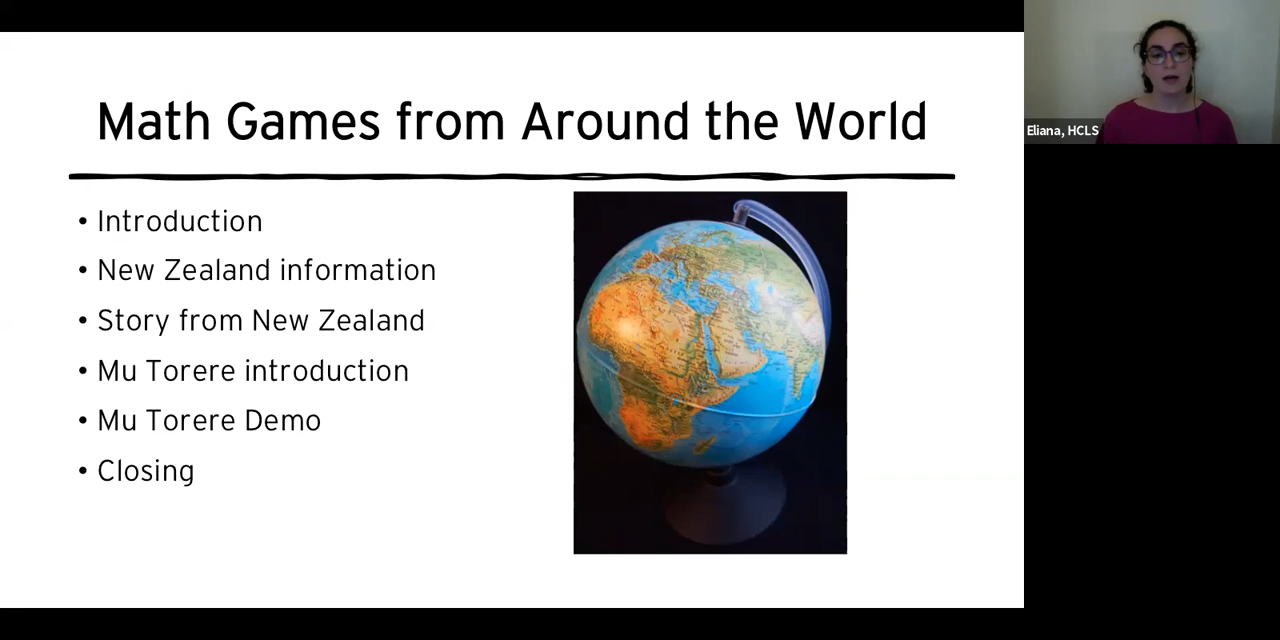 Math Games from Around the World
• Introduction
• New Zealand information
• Story from New Zealand
• Mu Torere introduction
• Mu Torere Demo
• Closing
Eliana, HCLS